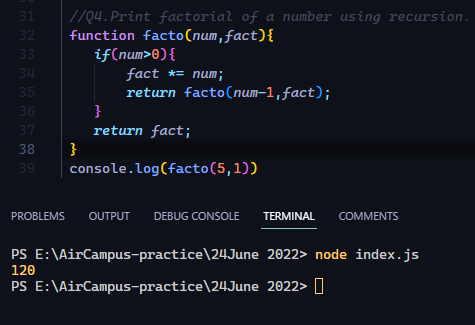 31 //Q4.Print factorial of a number using recursion.
32 function facto(num,fact){
33 if(num>0){
34 fact *= num;
35 return facto(num-1,fact);
36 }
37 return fact;
38 }
39 console.log(facto(5,1))
PROBLEMS OUTPUT DEBUG CONSOLE TERMINAL COMMENTS
PS E:\AirCampus-practice\24June 2022> node index.js
120
PS E:\AirCampus-practice\24June 2022>